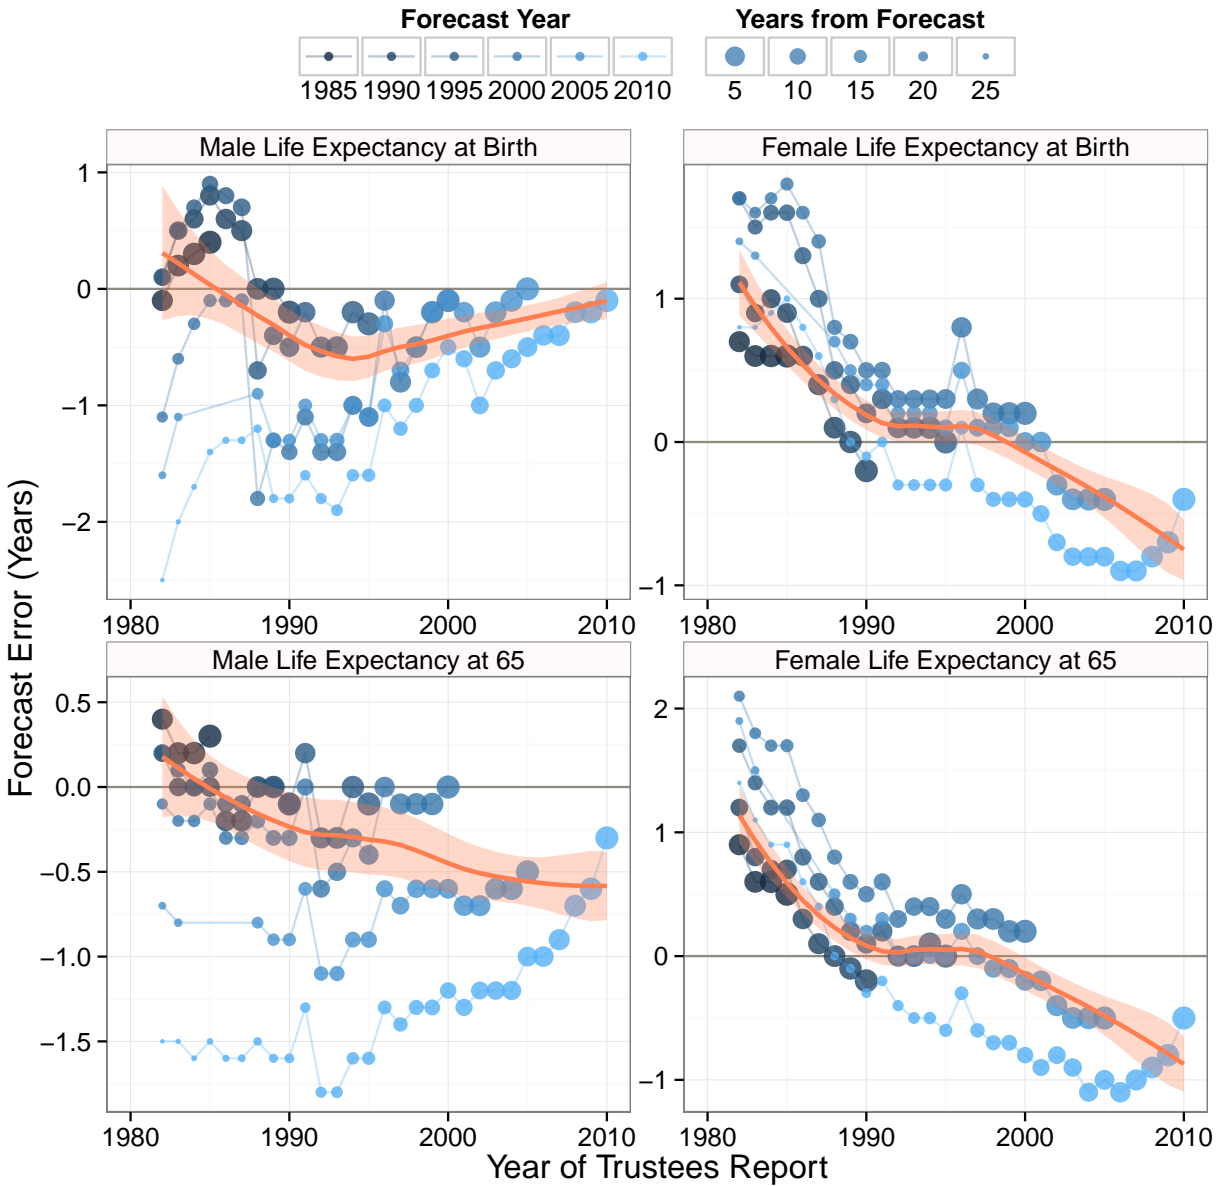 Forecast Year
Years from Forecast
1985 1990 1995 2000 2005 2010
5 10 15 20 25
Male Life Expectancy at Birth
Female Life Expectancy at Birth
1
0
−1
−2
1
0
−1
1980 1990 2000 2010
1980 1990 2000 2010
Male Life Expectancy at 65
Female Life Expectancy at 65
0.5
0.0
−0.5
−1.0
−1.5
2
1
0
−1
1980 1990 2000 2010
1980 1990 2000 2010
Forecast Error (Years)
Year of Trustees Report